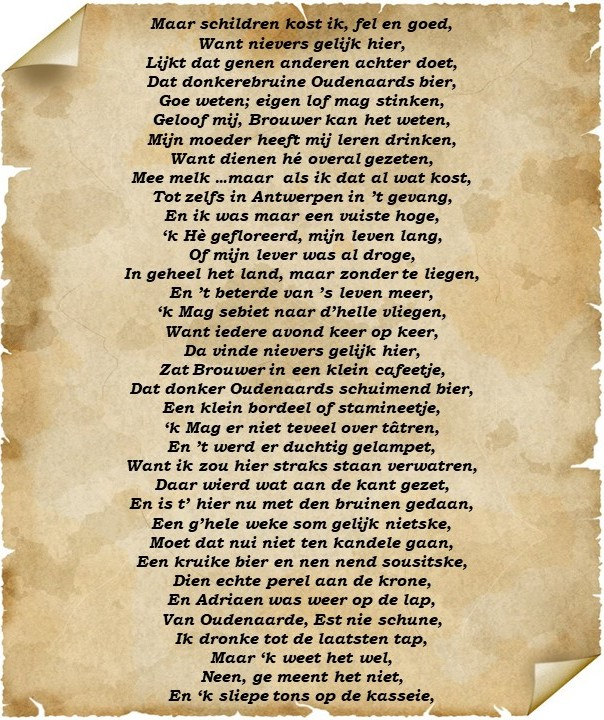 Maar schildren kost ik, fel en goed,
Want nievers gelijk hier,
Lijkt dat genen anderen achter doet,
Dat donkerebruine Oudenaards bier,
Goe weten; eigen lof mag stinken,
Geloof mij, Brouwer kan het weten,
Mijn moeder heeft mij leren drinken,
Want dienen hé overal gezeten,
Mee melk ...maar als ik dat al wat kost,
Tot zelfs in Antwerpen in ’t gevang,
En ik was maar een vuiste hoge,
‘k Hè gefloreerd, mijn leven lang,
Of mijn lever was al droge,
In geheel het land, maar zonder te liegen,
En ’t beterde van ’s leven meer,
‘k Mag sebiet naar d’helle vliegen,
Want iedere avond keer op keer,
Da vinde nievers gelijk hier,
Zat Brouwer in een klein cafeetje,
Dat donker Oudenaards schuimend bier,
Een klein bordeel of stamineetje,
‘k Mag er niet teveel over tâtren,
En ’t werd er duchtig gelampet,
Want ik zou hier straks staan verwatren,
Daar wierd wat aan de kant gezet,
En is t’ hier nu met den bruinen gedaan,
Een g’hele weke som gelijk nietske,
Moet dat nui niet ten kandele gaan,
Een kruike bier en nen nend sousitske,
Dien echte perel aan de krone,
En Adriaen was weer op de lap,
Van Oudenaarde, Est nie schune,
Ik dronke tot de laatsten tap,
Maar ‘k weet het wel,
Neen, ge meent het niet,
En ‘k sliepe tons op de kasseie,